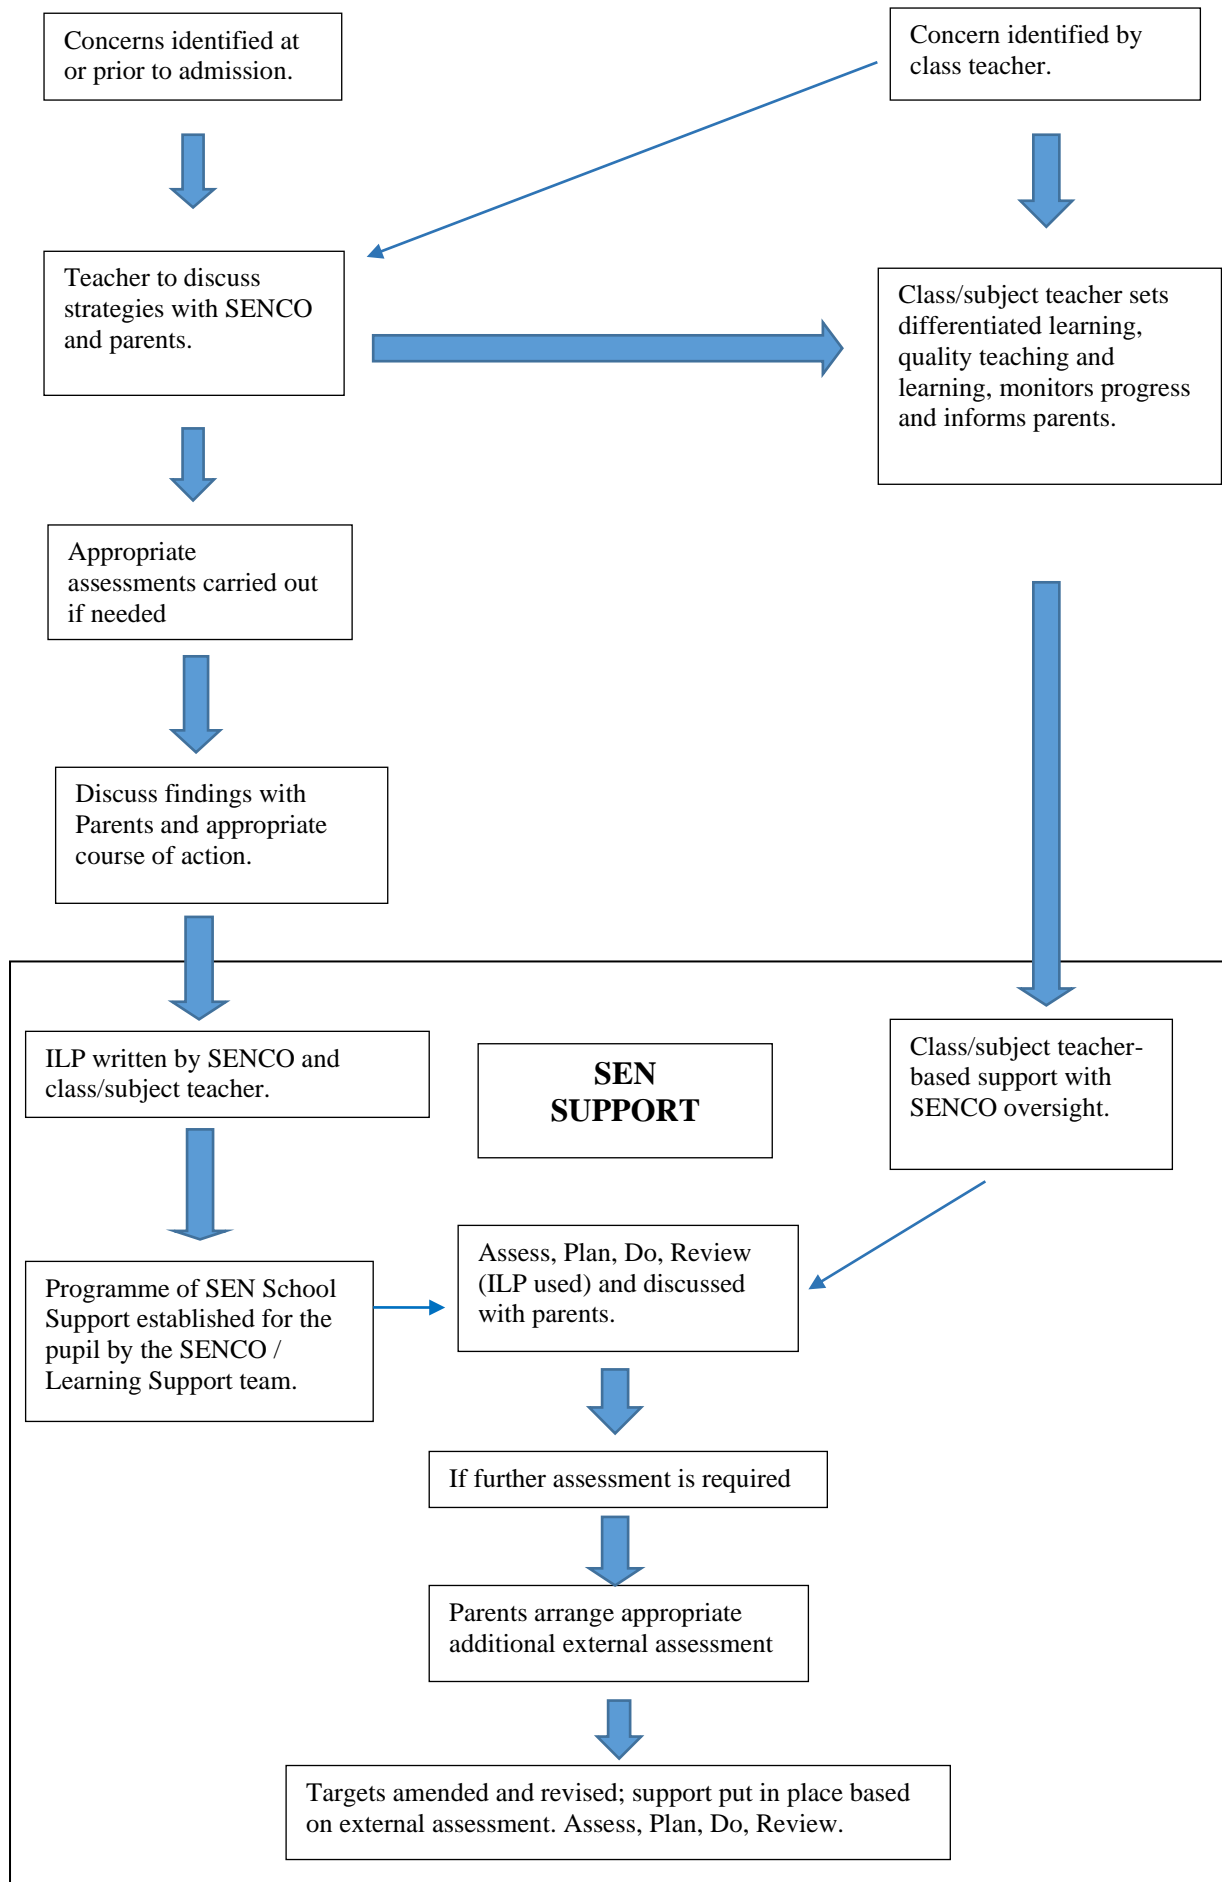 Concerns identified at
or prior to admission.
Concern identified by
class teacher.
Teacher to discuss
strategies with SENCO
and parents.
Class/subject teacher sets
differentiated learning,
quality teaching and
learning, monitors progress
and informs parents.
Appropriate
assessments carried out
if needed
Discuss findings with
Parents and appropriate
course of action.
ILP written by SENCO and
class/subject teacher.
SEN
SUPPORT
Class/subject teacher-
based support with
SENCO oversight.
Programme of SEN School
Support established for the
pupil by the SENCO /
Learning Support team.
Assess, Plan, Do, Review
(ILP used) and discussed
with parents.
If further assessment is required
Parents arrange appropriate
additional external assessment
Targets amended and revised; support put in place based
on external assessment. Assess, Plan, Do, Review.